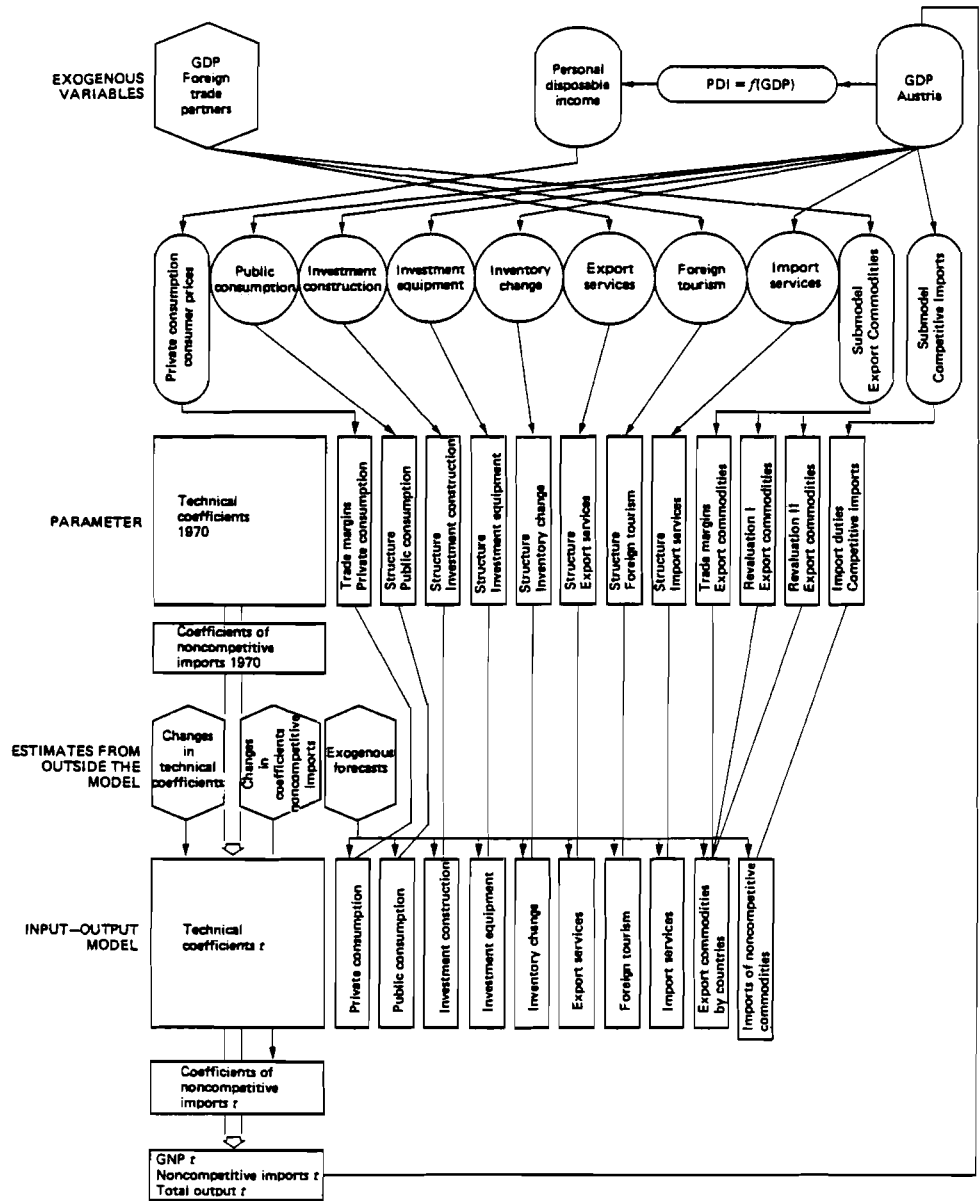 EXOGENOUS
VARIABLES
GDP
Foreign
trade
partners
Personal
disposable
income
PDI = f(GDP)
GDP
Austria
Private consumption
consumer prices
Public
consumption
Investment
construction
Investment
equipment
Inventory
change
Export
services
Foreign
tourism
Import
services
Submodel
Export Commodities
Submodel
Competitive Imports
PARAMETER
Technical
coefficients
1970
Trade margins
Private consumption
Structure
Public consumption
Structure
Investment construction
Structure
Investment equipment
Structure
Inventory change
Structure
Export services
Structure
Foreign tourism
Structure
Import services
Trade margins
Export commodities
Revaluation I
Export commodities
Revaluation II
Export commodities
Import duties
Competitive imports
Coefficients of
noncompetitive
imports 1970
ESTIMATES FROM
OUTSIDE THE
MODEL
Changes
in
technical
coefficients
Changes
in
coefficients
noncompetitive
Imports
Exogenous
forecasts
INPUT–OUTPUT
MODEL
Technical
coefficients t
Private consumption
Public consumption
Investment construction
Investment equipment
Inventory change
Export services
Foreign tourism
Import services
Export commodities
by countries
Imports of noncompetitive
commodities
Coefficients of
noncompetitive
imports t
GNP t
Noncompetitive imports t
Total output t